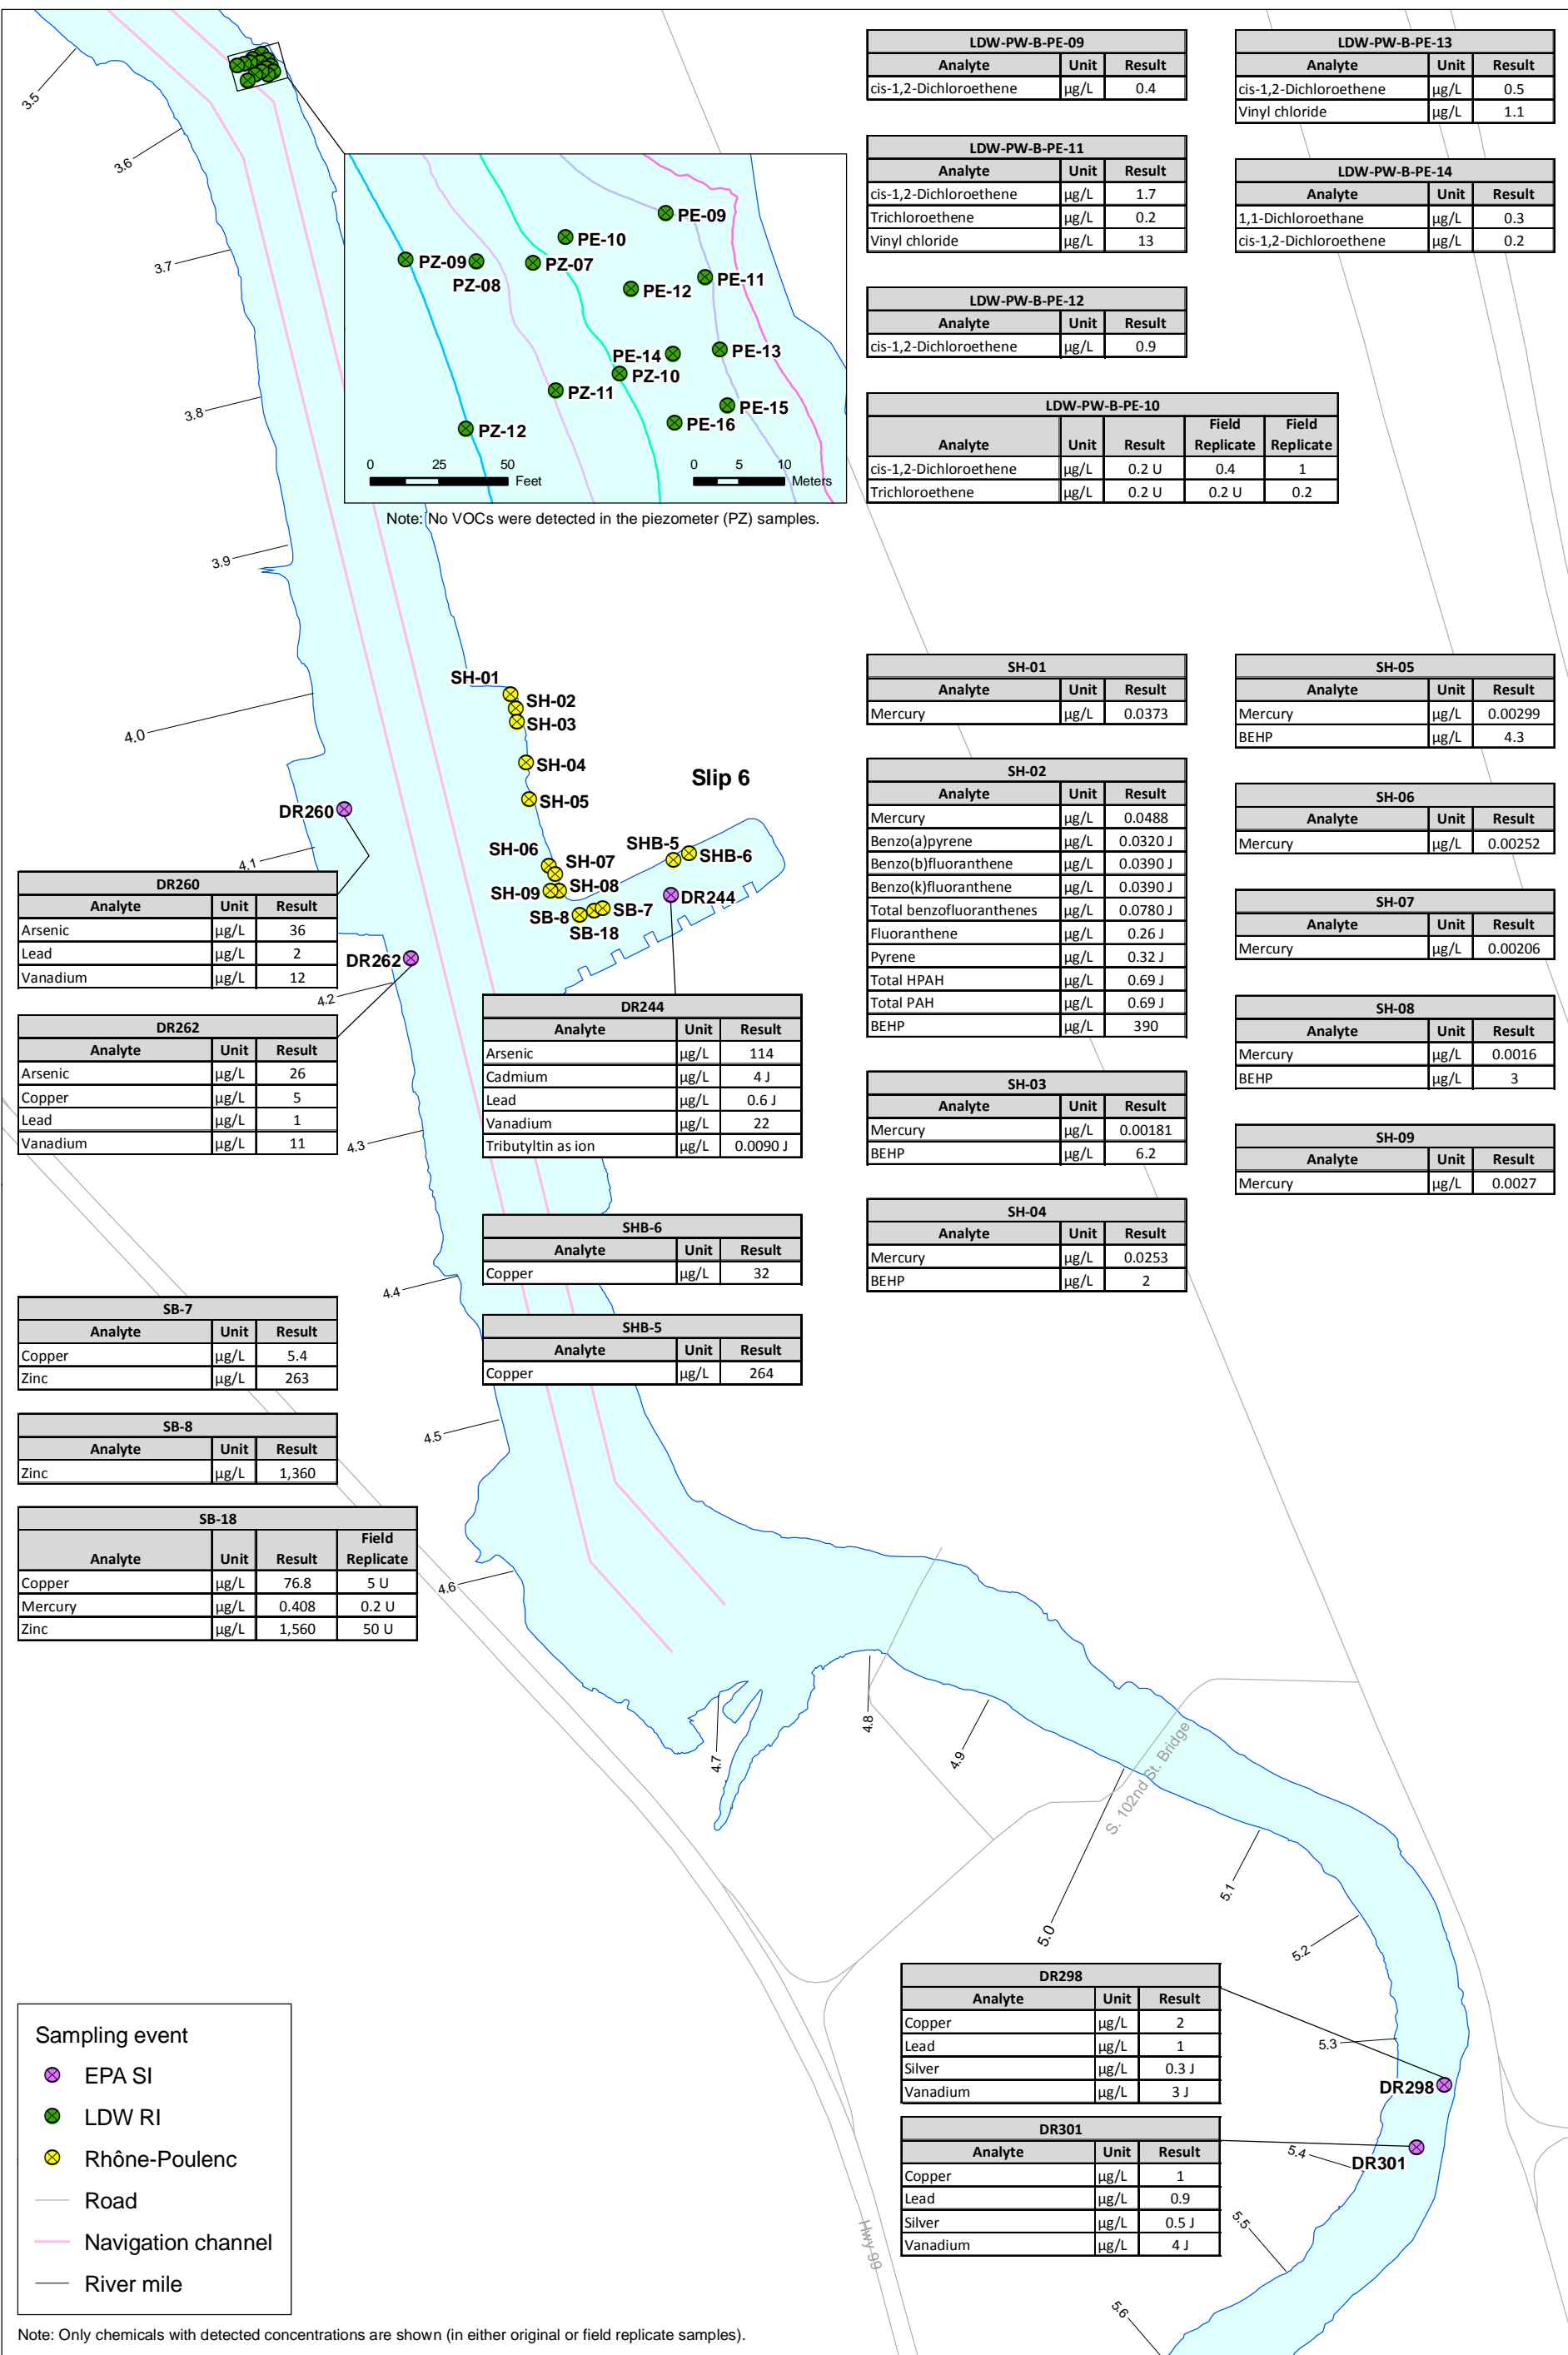 LDW-PW-B-PE-09
Analyte Unit Result
cis-1,2-Dichloroethene µg/L 0.4
LDW-PW-B-PE-13
Analyte Unit Result
cis-1,2-Dichloroethene µg/L 0.5
Vinyl chloride µg/L 1.1
LDW-PW-B-PE-11
Analyte Unit Result
cis-1,2-Dichloroethene µg/L 1.7
Trichloroethene µg/L 0.2
Vinyl chloride µg/L 13
LDW-PW-B-PE-14
Analyte Unit Result
1,1-Dichloroethane µg/L 0.3
cis-1,2-Dichloroethene µg/L 0.2
LDW-PW-B-PE-12
Analyte Unit Result
cis-1,2-Dichloroethene µg/L 0.9
LDW-PW-B-PE-10
Analyte Unit Result Field Replicate Field Replicate
cis-1,2-Dichloroethene µg/L 0.2 U 0.4 1
Trichloroethene µg/L 0.2 U 0.2 U 0.2
3.5
3.6
3.7
3.8
3.9
4.0
4.1
4.2
4.3
4.4
4.5
4.6
4.7
4.8
4.9
5.0
5.1
5.2
5.3
5.4
5.5
5.6
PE-09
PE-10
PZ-09
PZ-08
PZ-07
PE-11
PE-12
PE-13
PE-14
PZ-10
PZ-11
PE-15
PE-16
PZ-12
0 25 50
Feet
0 5 10
Meters
Note: No VOCs were detected in the piezometer (PZ) samples.
SH-01
SH-02
SH-03
SH-04
SH-05
Slip 6
DR260
SH-06
SH-07
SHB-5
SHB-6
SH-09
SH-08
DR244
SB-8
SB-7
SB-18
DR262
SH-01
Analyte Unit Result
Mercury µg/L 0.0373
SH-05
Analyte Unit Result
Mercury µg/L 0.00299
BEHP µg/L 4.3
SH-02
Analyte Unit Result
Mercury µg/L 0.0488
Benzo(a)pyrene µg/L 0.0320 J
Benzo(b)fluoranthene µg/L 0.0390 J
Benzo(k)fluoranthene µg/L 0.0390 J
Total benzofluoranthenes µg/L 0.0780 J
Fluoranthene µg/L 0.26 J
Pyrene µg/L 0.32 J
Total HPAH µg/L 0.69 J
Total PAH µg/L 0.69 J
BEHP µg/L 390
SH-06
Analyte Unit Result
Mercury µg/L 0.00252
SH-07
Analyte Unit Result
Mercury µg/L 0.00206
SH-08
Analyte Unit Result
Mercury µg/L 0.0016
BEHP µg/L 3
SH-03
Analyte Unit Result
Mercury µg/L 0.00181
BEHP µg/L 6.2
SH-09
Analyte Unit Result
Mercury µg/L 0.0027
SH-04
Analyte Unit Result
Mercury µg/L 0.0253
BEHP µg/L 2
DR260
Analyte Unit Result
Arsenic µg/L 36
Lead µg/L 2
Vanadium µg/L 12
DR262
Analyte Unit Result
Arsenic µg/L 26
Copper µg/L 5
Lead µg/L 1
Vanadium µg/L 11
DR244
Analyte Unit Result
Arsenic µg/L 114
Cadmium µg/L 4 J
Lead µg/L 0.6 J
Vanadium µg/L 22
Tributyltin as ion µg/L 0.0090 J
SHB-6
Analyte Unit Result
Copper µg/L 32
SHB-5
Analyte Unit Result
Copper µg/L 264
SB-7
Analyte Unit Result
Copper µg/L 5.4
Zinc µg/L 263
SB-8
Analyte Unit Result
Zinc µg/L 1,360
SB-18
Analyte Unit Result Field Replicate
Copper µg/L 76.8 5 U
Mercury µg/L 0.408 0.2 U
Zinc µg/L 1,560 50 U
S. 102nd St. Bridge
Hwy 99
DR298
Analyte Unit Result
Copper µg/L 2
Lead µg/L 1
Silver µg/L 0.3 J
Vanadium µg/L 3 J
DR298
DR301
Analyte Unit Result
Copper µg/L 1
Lead µg/L 0.9
Silver µg/L 0.5 J
Vanadium µg/L 4 J
DR301
Sampling event
EPA SI
LDW RI
Rhône-Poulenc
Road
Navigation channel
River mile
Note: Only chemicals with detected concentrations are shown (in either original or field replicate samples).